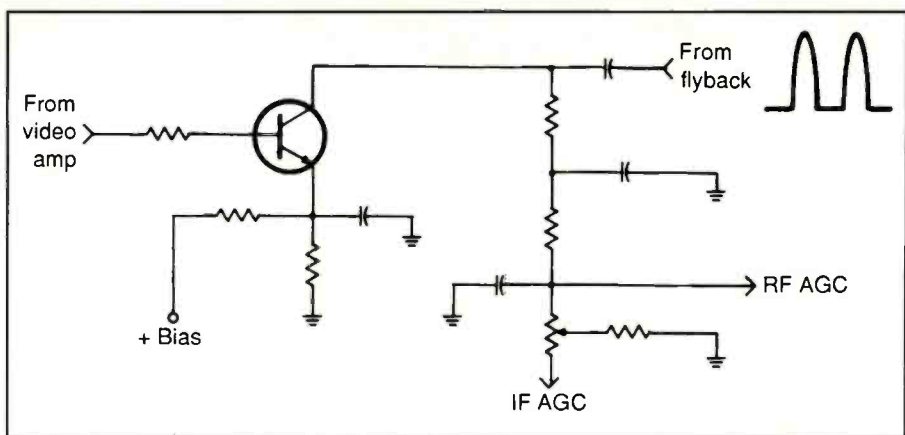 From
flyback
From
video
amp
RF AGC
+ Bias
IF AGC